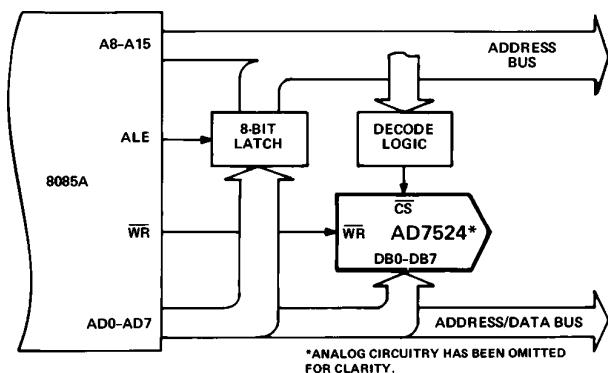 A8–A15
ADDRESS
BUS
ALE
8-BIT
LATCH
DECODE
LOGIC
8085A
CS
WR
WR
AD7524*
DB0–DB7
AD0–AD7
ADDRESS/DATA BUS
*ANALOG CIRCUITRY HAS BEEN OMITTED
FOR CLARITY.